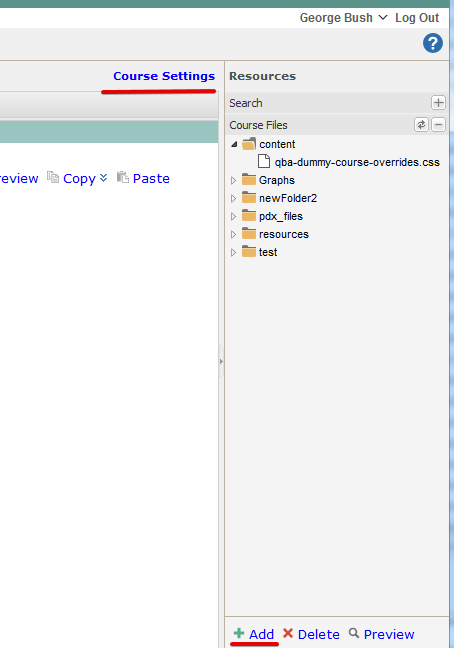 George Bush Log Out
?
Course Settings
Resources
Search
Course Files
content
qba-dummy-course-overrides.css
Graphs
newFolder2
pdx_files
resources
test
review Copy Paste
Add Delete Preview